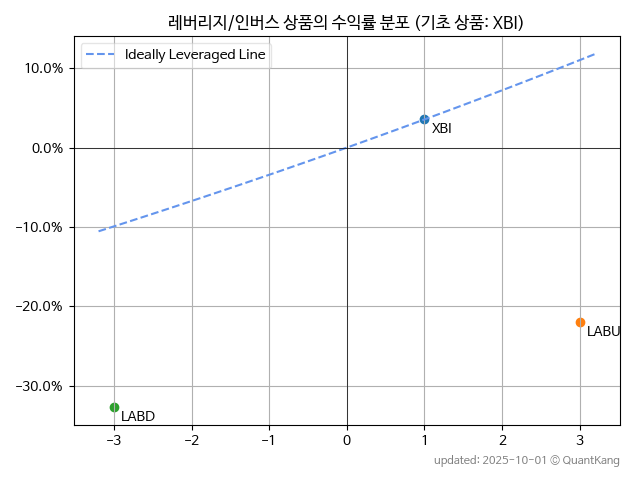 레버리지/인버스 상품의 수익률 분포 (기초 상품: XBI)
Ideally Leveraged Line
10.0%
0.0%
−10.0%
−20.0%
−30.0%
XBI
LABU
LABD
−3 −2 −1 0 1 2 3
updated: 2025-10-01 © QuantKang